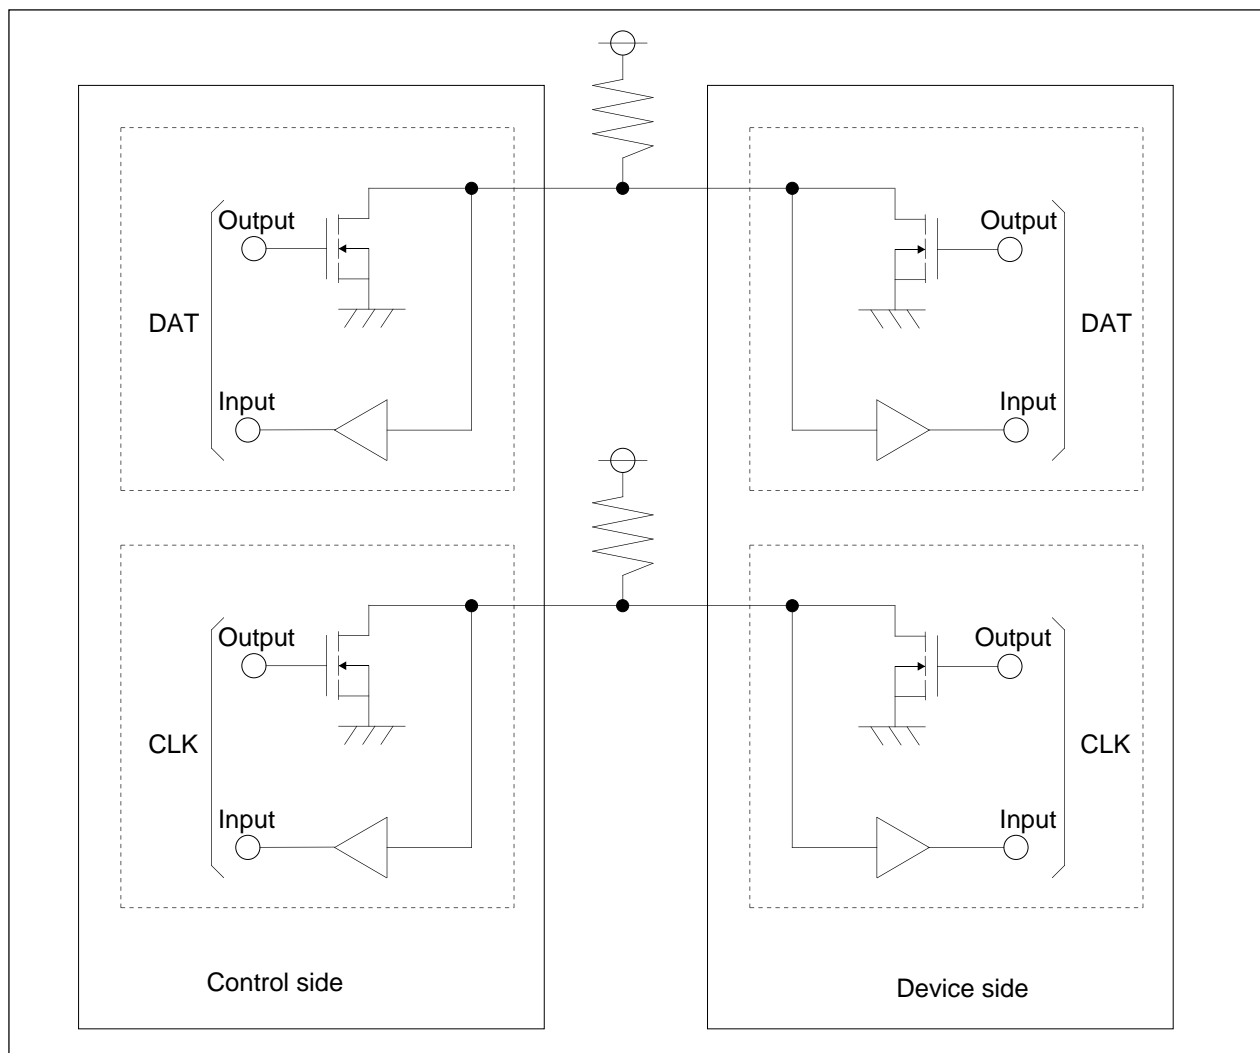 Output
Output
DAT
DAT
Input
Input
Output
Output
CLK
CLK
Input
Input
Control side
Device side